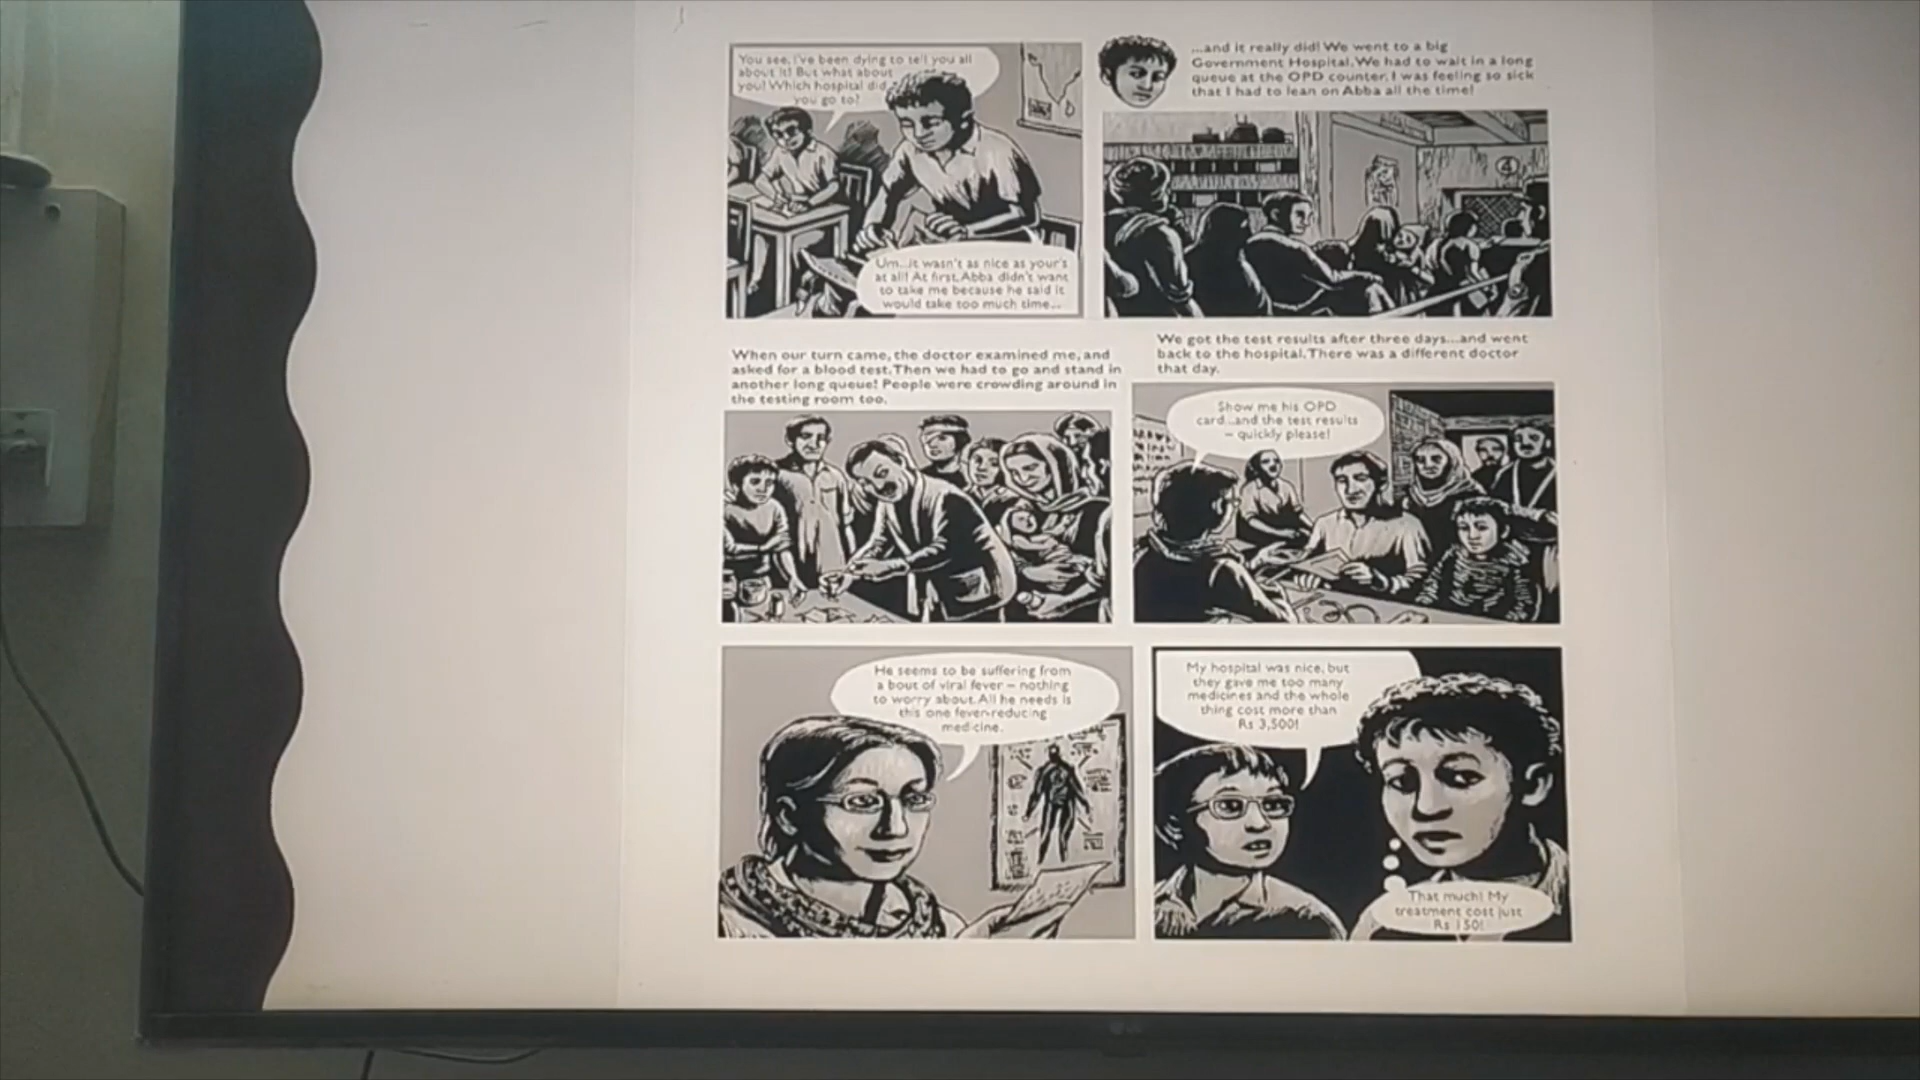 You see, I've been dying to tell you all
about it! But what about
you? Which hospital did
you go to?
Um...it wasn't as nice as your's
at all! At first, Abba didn't want
to take me because he said it
would take too much time...
...and it really did! We went to a big
Government Hospital. We had to wait in a long
queue at the OPD counter. I was feeling so sick
that I had to lean on Abba all the time!
4
When our turn came, the doctor examined me, and
asked for a blood test. Then we had to go and stand in
another long queue! People were crowding around in
the testing room too.
We got the test results after three days...and went
back to the hospital. There was a different doctor
that day.
Show me his OPD
card...and the test results
– quickly please!
He seems to be suffering from
a bout of viral fever – nothing
to worry about. All he needs is
this one fever-reducing
medicine.
My hospital was nice, but
they gave me too many
medicines and the whole
thing cost more than
Rs 3,500!
That much! My
treatment cost just
Rs 150!